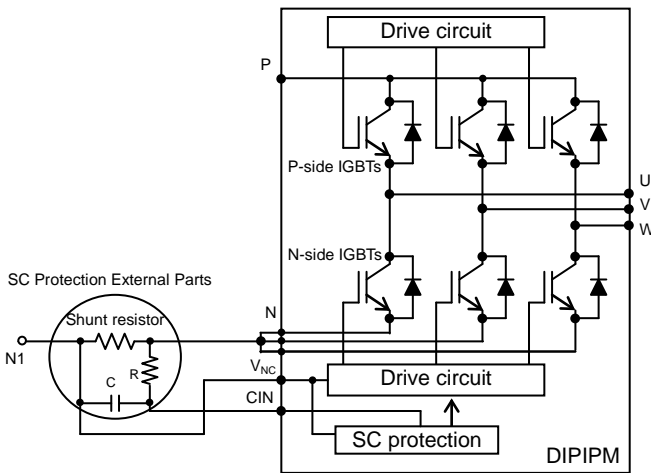 Drive circuit
P
P-side IGBTs
U
V
W
N-side IGBTs
SC Protection External Parts
Shunt resistor
N
N1
R
C
VNC
CIN
Drive circuit
SC protection
DIPIPM